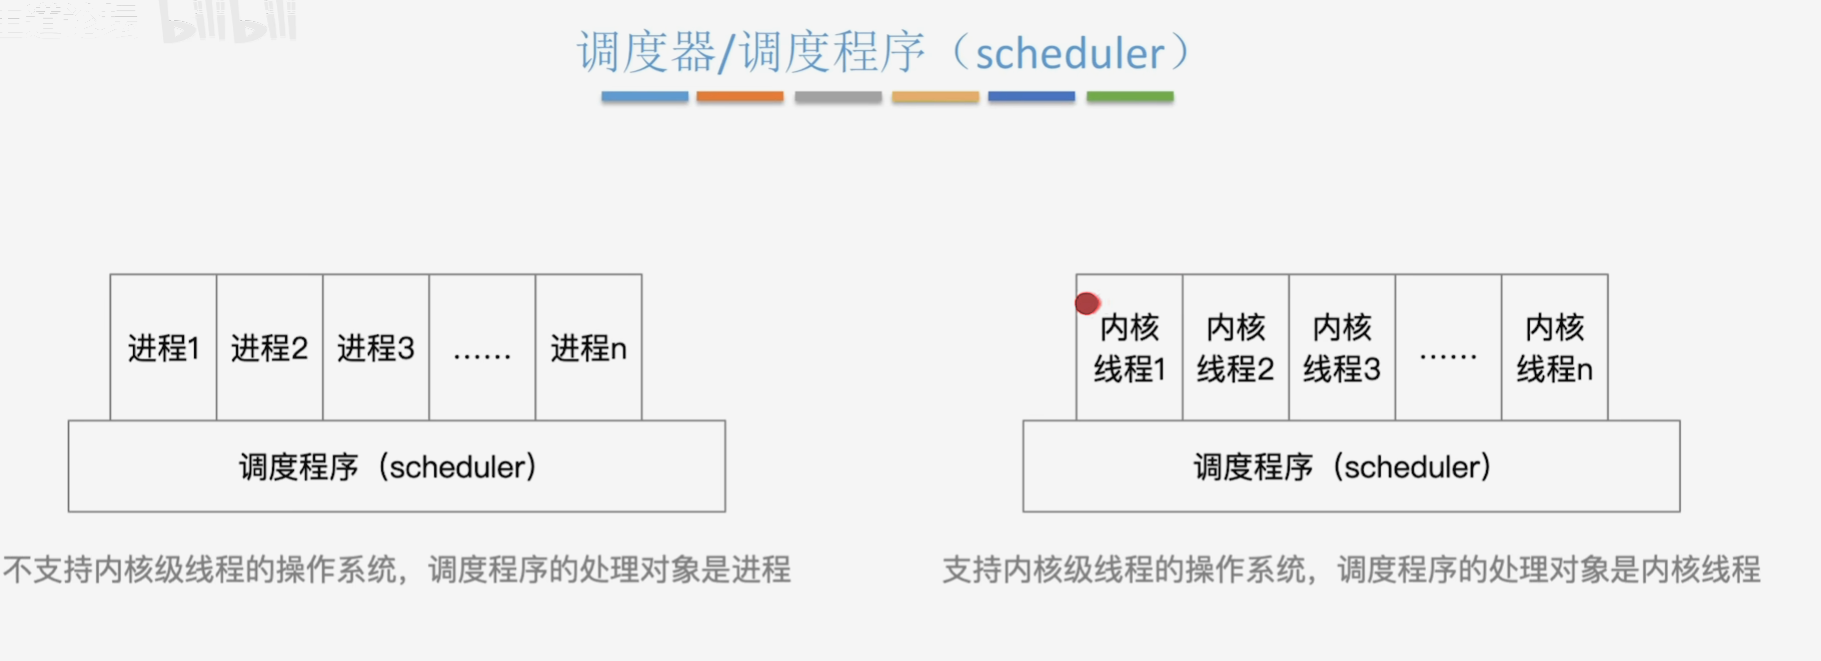 bilibili
调度器/调度程序（scheduler）
进程1 进程2 进程3 …… 进程n
调度程序（scheduler）
不支持内核级线程的操作系统，调度程序的处理对象是进程
内核线程1 内核线程2 内核线程3 …… 内核线程n
调度程序（scheduler）
支持内核级线程的操作系统，调度程序的处理对象是内核线程